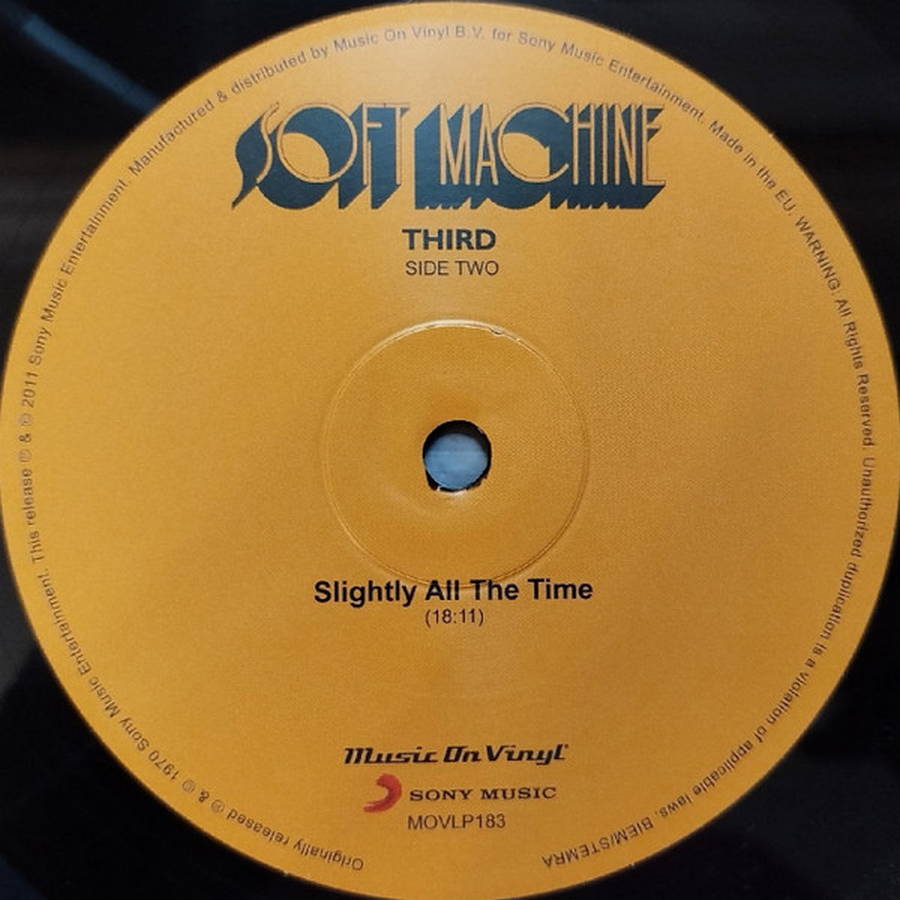 SOFT MACHINE
THIRD
SIDE TWO
Slightly All The Time
(18:11)
Music On Vinyl
SONY MUSIC
MOVLP183
Originally released ℗ & © 1970 Sony Music Entertainment. This release ℗ & © 2011 Sony Music Entertainment. Manufactured & distributed by Music On Vinyl B.V. for Sony Music Entertainment. Made in the EU. WARNING: All Rights Reserved. Unauthorized duplication is a violation of applicable laws. BIEM/STEMRA